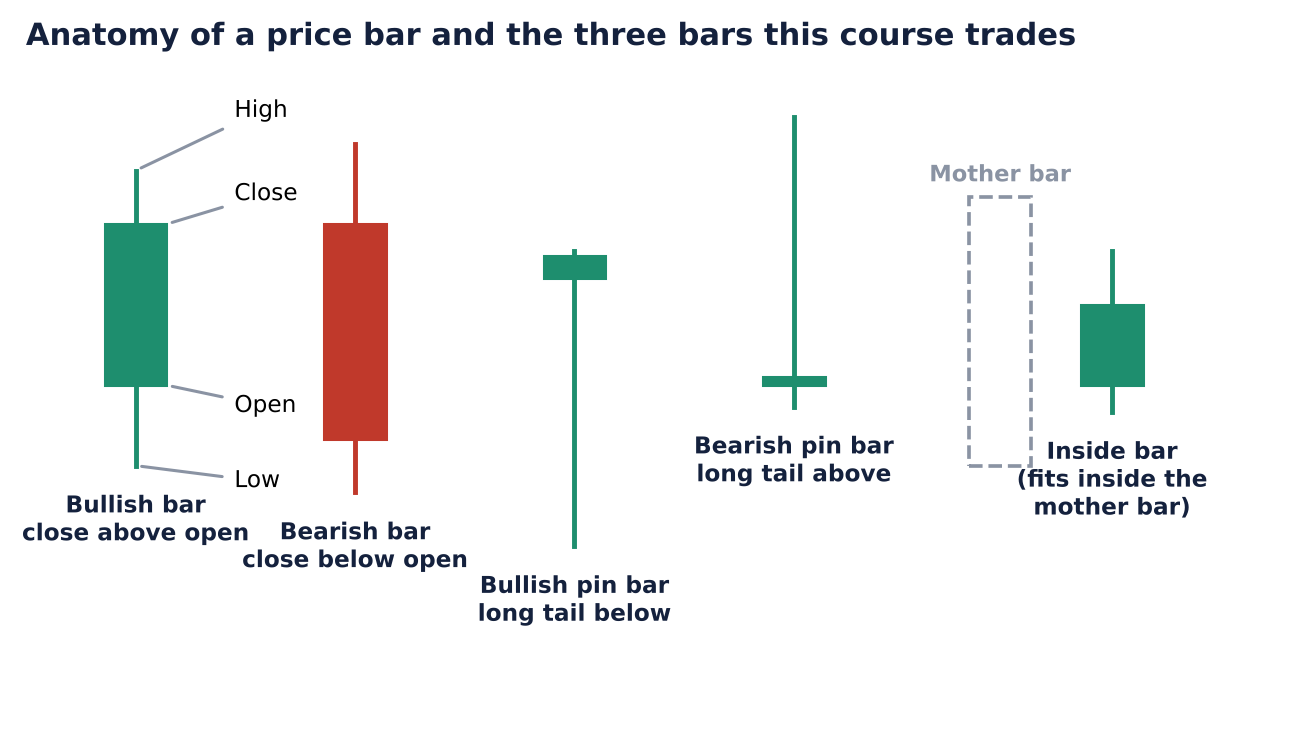 Anatomy of a price bar and the three bars this course trades
High
Close
Open
Low
Bullish bar
close above open
Bearish bar
close below open
Bullish pin bar
long tail below
Bearish pin bar
long tail above
Mother bar
Inside bar
(fits inside the
mother bar)